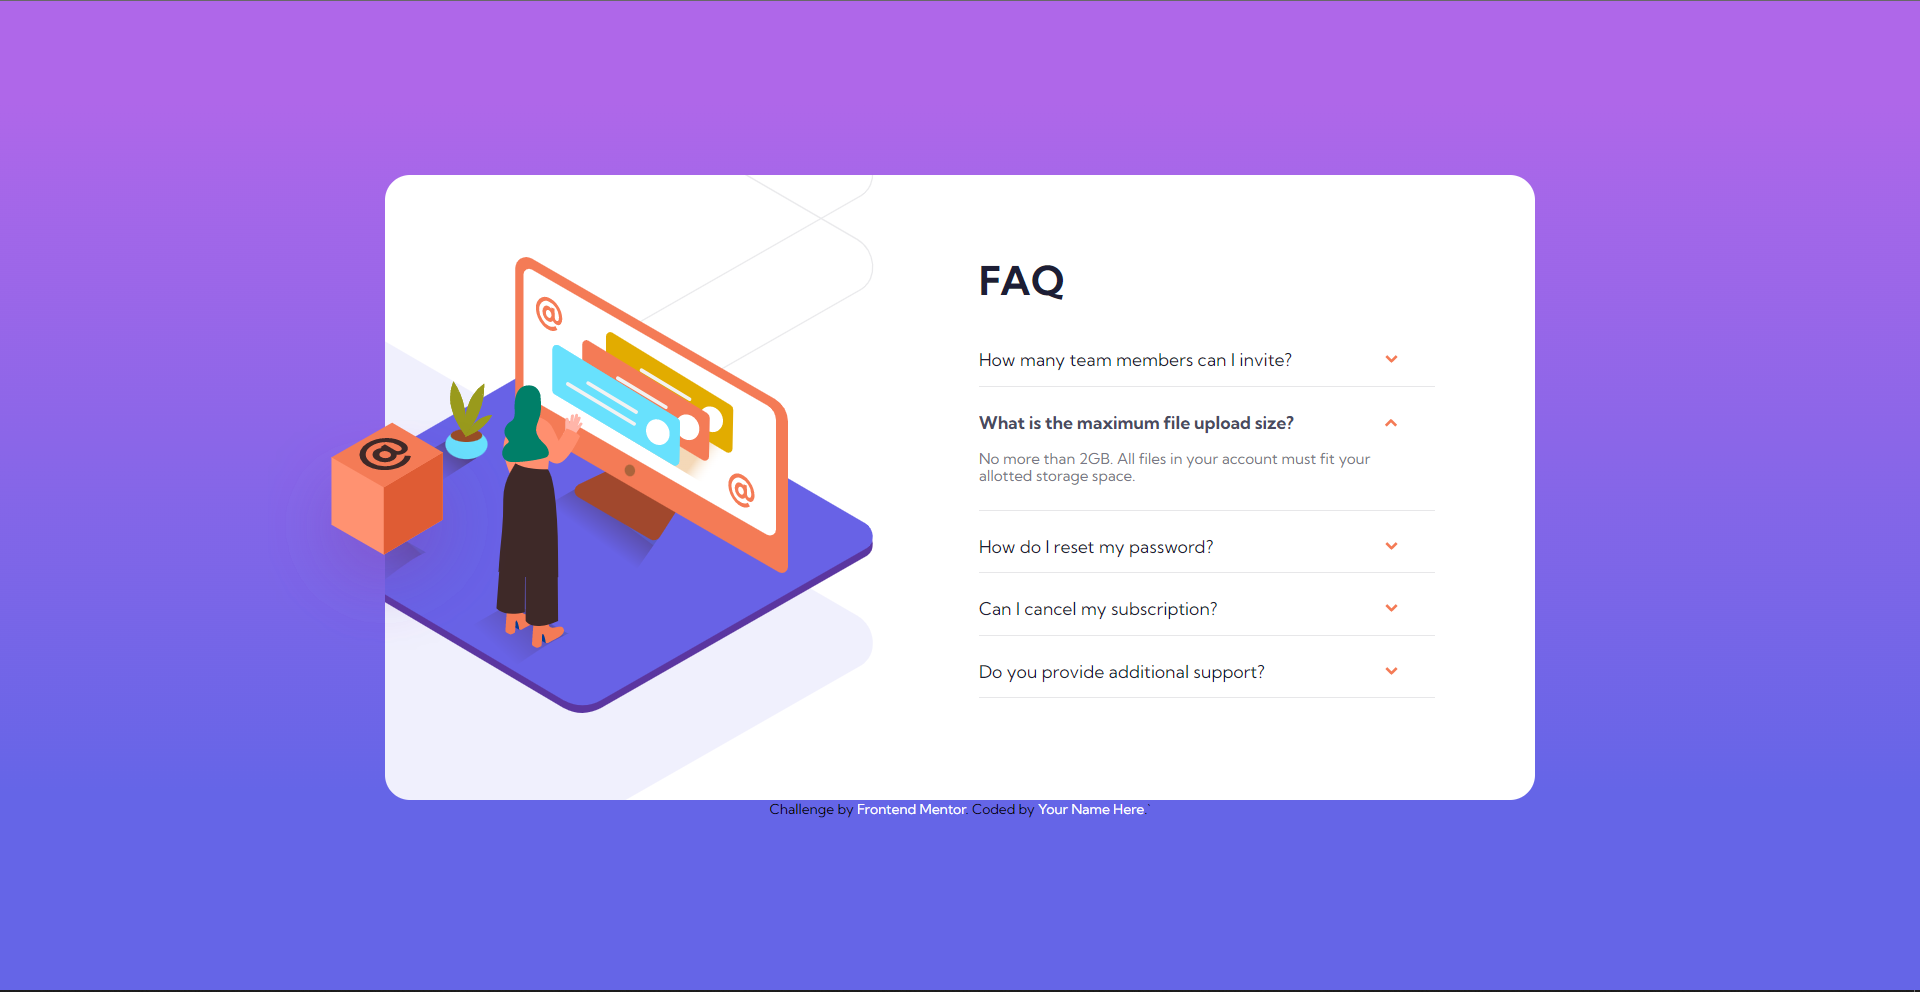 @
@
@
FAQ
How many team members can I invite?
What is the maximum file upload size?
No more than 2GB. All files in your account must fit your
allotted storage space.
How do I reset my password?
Can I cancel my subscription?
Do you provide additional support?
Challenge by Frontend Mentor. Coded by Your Name Here.